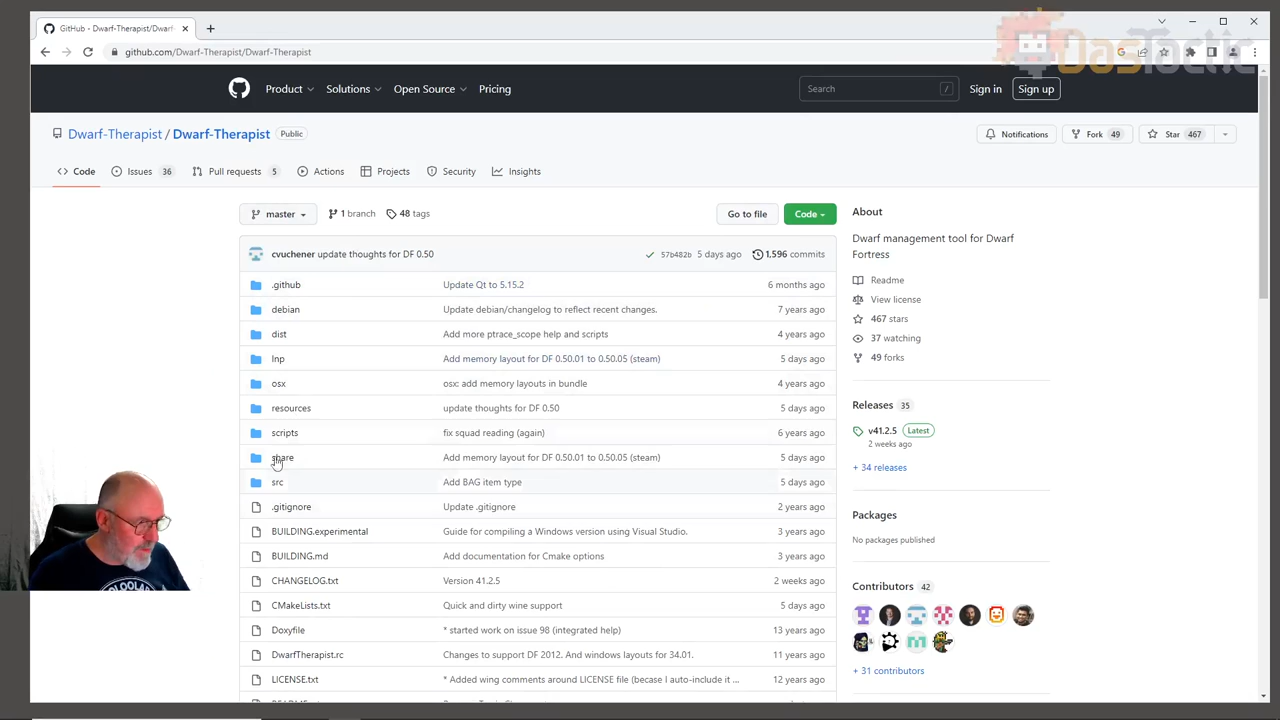 GitHub - Dwarf-Therapist/Dwarf-
github.com/Dwarf-Therapist/Dwarf-Therapist
DasTactic
Product Solutions Open Source Pricing
Search /
Sign in Sign up
Dwarf-Therapist / Dwarf-Therapist Public
Notifications Fork 49 Star 467
Code Issues 36 Pull requests 5 Actions Projects Security Insights
master 1 branch 48 tags Go to file Code
cvuchener update thoughts for DF 0.50 57b482b 5 days ago 1,596 commits
.github Update Qt to 5.15.2 6 months ago
debian Update debian/changelog to reflect recent changes. 7 years ago
dist Add more ptrace_scope help and scripts 4 years ago
lnp Add memory layout for DF 0.50.01 to 0.50.05 (steam) 5 days ago
osx osx: add memory layouts in bundle 4 years ago
resources update thoughts for DF 0.50 5 days ago
scripts fix squad reading (again) 6 years ago
share Add memory layout for DF 0.50.01 to 0.50.05 (steam) 5 days ago
src Add BAG item type 5 days ago
.gitignore Update .gitignore 2 years ago
BUILDING.experimental Guide for compiling a Windows version using Visual Studio. 3 years ago
BUILDING.md Add documentation for Cmake options 3 years ago
CHANGELOG.txt Version 41.2.5 2 weeks ago
CMakeLists.txt Quick and dirty wine support 5 days ago
Doxyfile * started work on issue 98 (integrated help) 13 years ago
DwarfTherapist.rc Changes to support DF 2012. And windows layouts for 34.01. 11 years ago
LICENSE.txt * Added wing comments around LICENSE file (becase I auto-include it ... 12 years ago
About
Dwarf management tool for Dwarf
Fortress
Readme
View license
467 stars
37 watching
49 forks
Releases 35
v41.2.5 Latest
2 weeks ago
+ 34 releases
Packages
No packages published
Contributors 42
+ 31 contributors